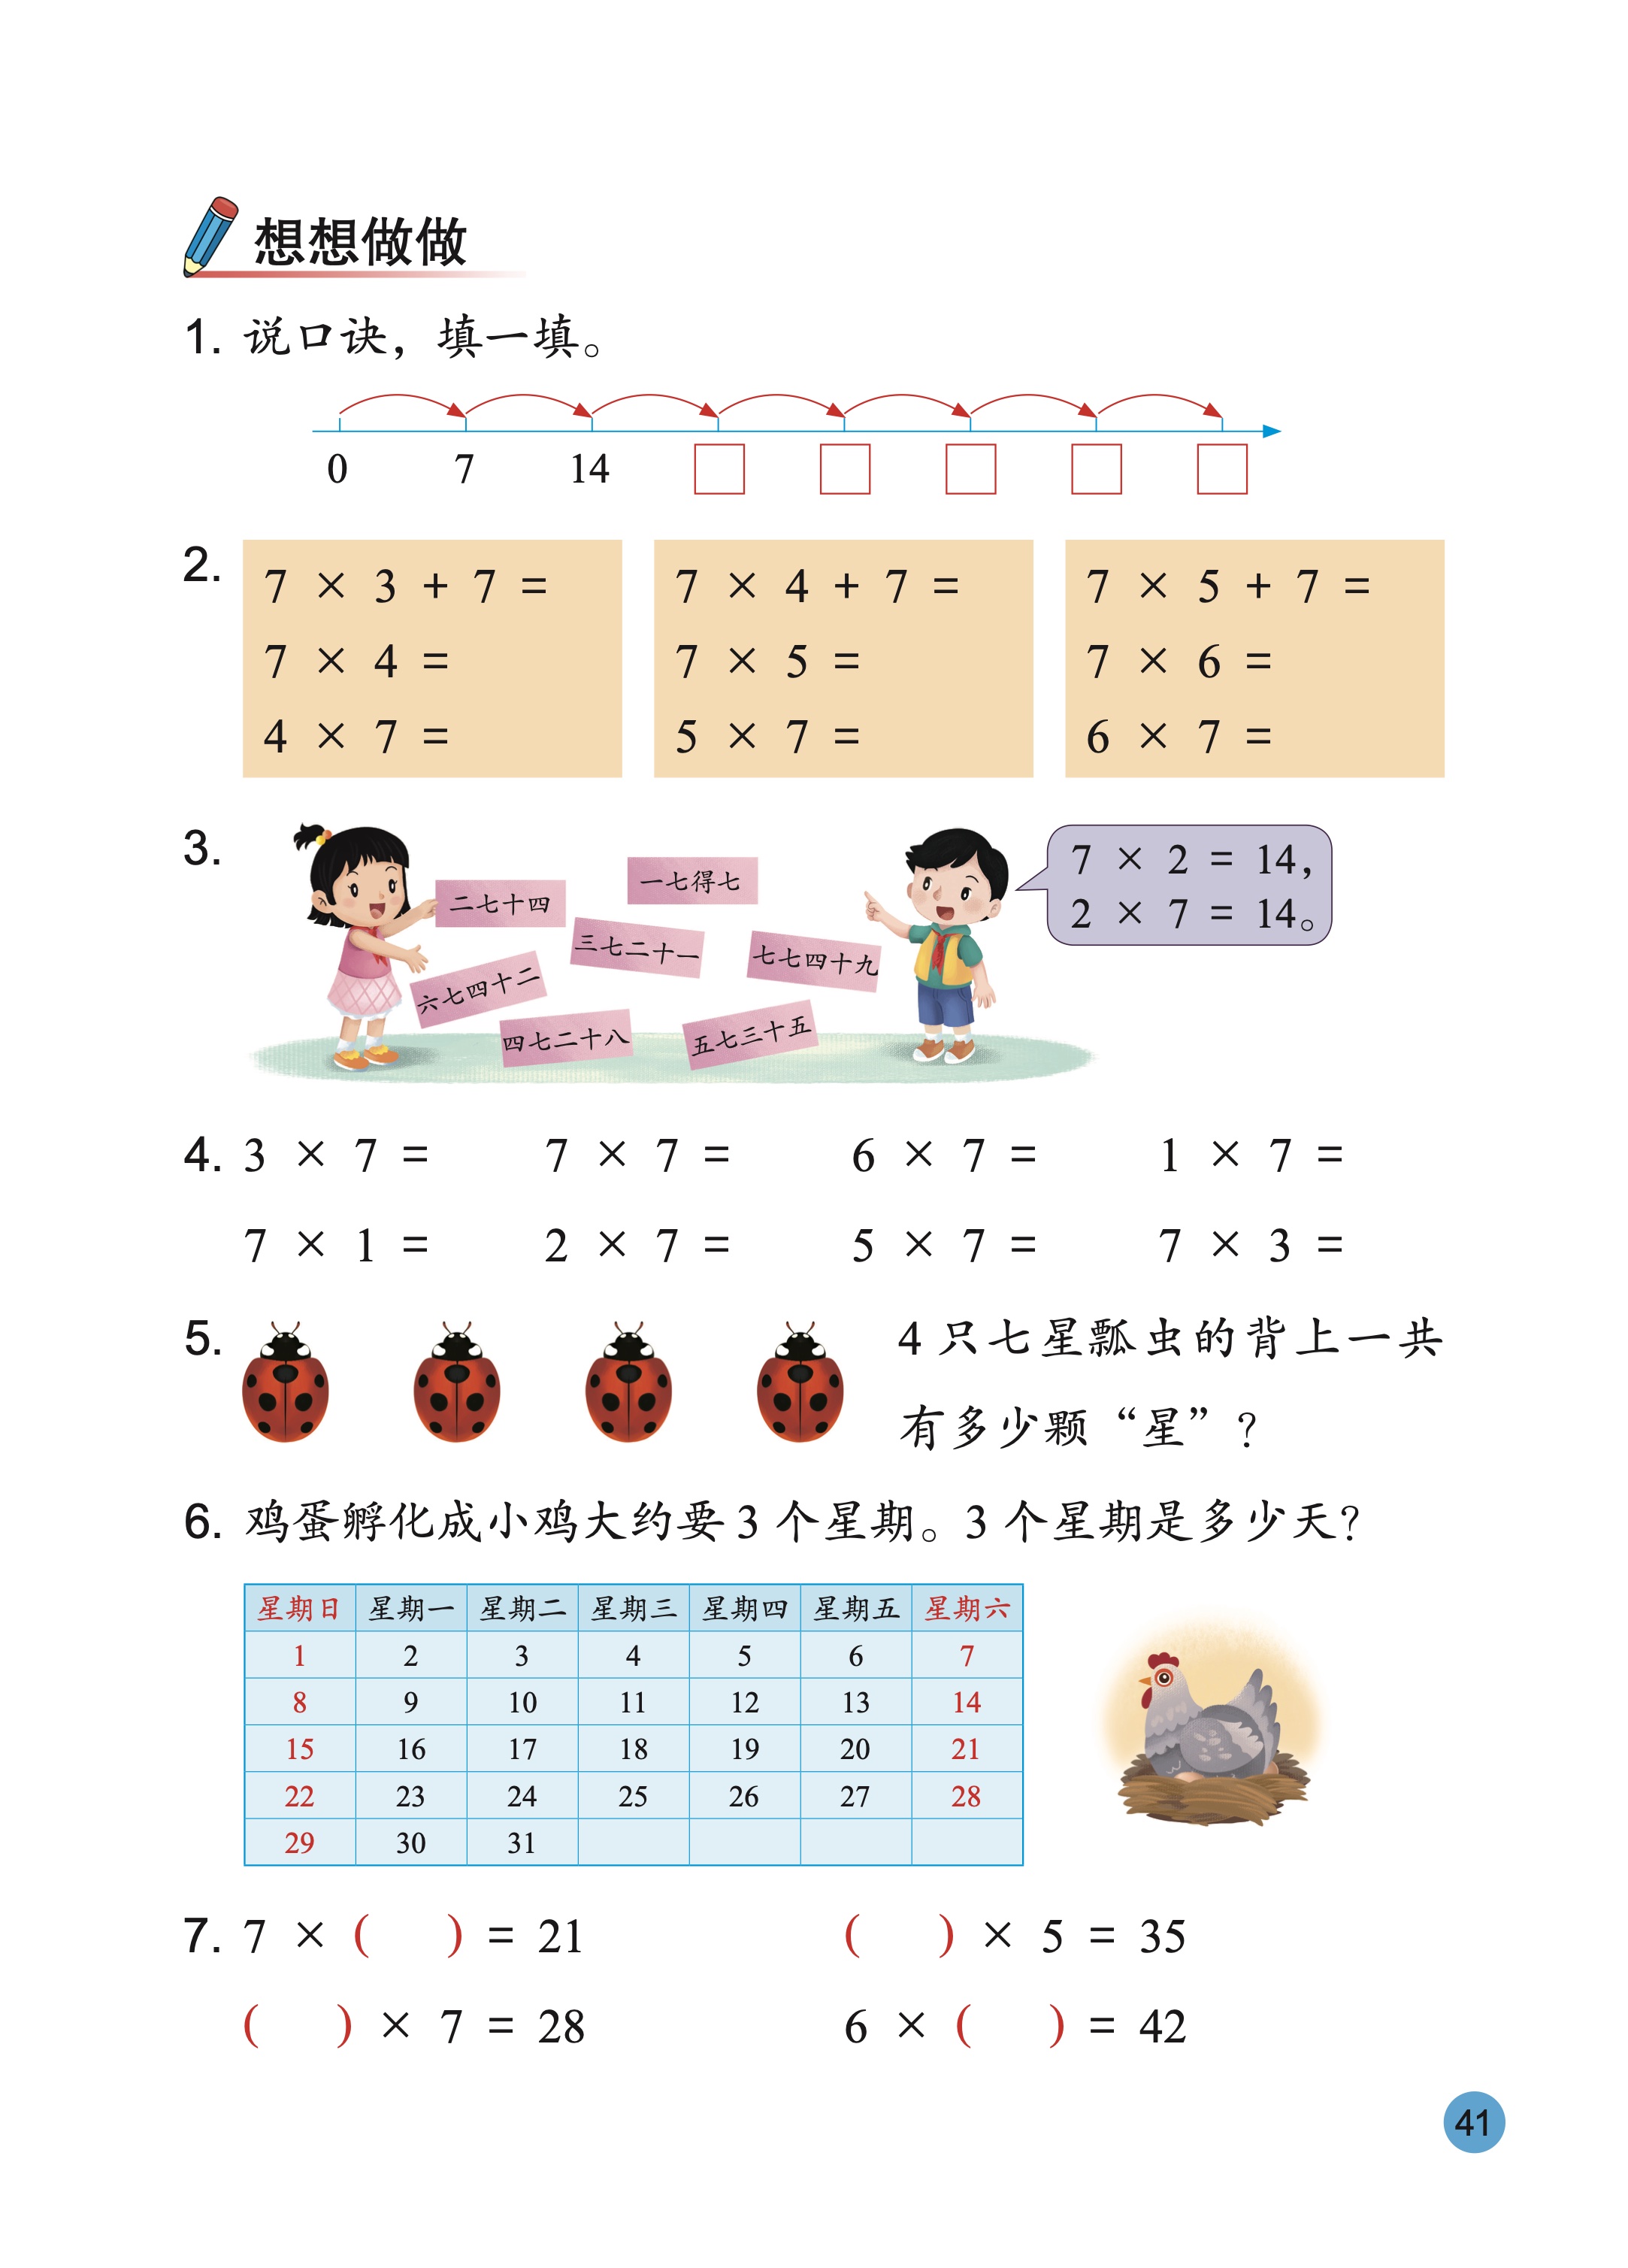 想想做做
1. 说口诀，填一填。
0 7 14
2.
7 × 3 + 7 = 7 × 4 + 7 = 7 × 5 + 7 =
7 × 4 = 7 × 5 = 7 × 6 =
4 × 7 = 5 × 7 = 6 × 7 =
3.
二七十四
一七得七
三七二十一
七七四十九
六七四十二
四七二十八
五七三十五
7 × 2 = 14，
2 × 7 = 14。
4. 3 × 7 = 7 × 7 = 6 × 7 = 1 × 7 =
7 × 1 = 2 × 7 = 5 × 7 = 7 × 3 =
5. 4 只七星瓢虫的背上一共
有多少颗“星”？
6. 鸡蛋孵化成小鸡大约要 3 个星期。3 个星期是多少天？
星期日 星期一 星期二 星期三 星期四 星期五 星期六
1 2 3 4 5 6 7
8 9 10 11 12 13 14
15 16 17 18 19 20 21
22 23 24 25 26 27 28
29 30 31
7. 7 × ( ) = 21 ( ) × 5 = 35
( ) × 7 = 28 6 × ( ) = 42
41